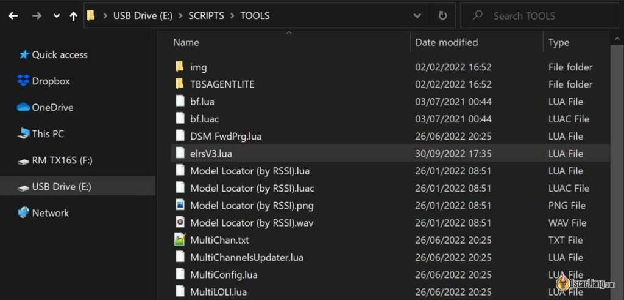 USB Drive (E:) > SCRIPTS > TOOLS
Search TOOLS
Name Date modified Type
Quick access
Dropbox
OneDrive
This PC
RM TX16S (F:)
USB Drive (E:)
Network
img 02/02/2022 16:52 File folder
TBSAGENTLITE 02/02/2022 16:52 File folder
bf.lua 03/07/2021 00:44 LUA File
bf.luac 03/07/2021 00:44 LUAC File
DSM FwdPrg.lua 26/06/2022 20:25 LUA File
elrsV3.lua 30/09/2022 17:35 LUA File
Model Locator (by RSSI).lua 26/01/2022 08:51 LUA File
Model Locator (by RSSI).luac 26/01/2022 08:51 LUAC File
Model Locator (by RSSI).png 26/01/2022 08:51 PNG File
Model Locator (by RSSI).wav 26/01/2022 08:51 WAV File
MultiChan.txt 26/06/2022 20:25 TXT File
MultiChannelsUpdater.lua 26/06/2022 20:25 LUA File
MultiConfig.lua 26/06/2022 20:25 LUA File
MultiLOLI.lua 26/06/2022 20:25 LUA File